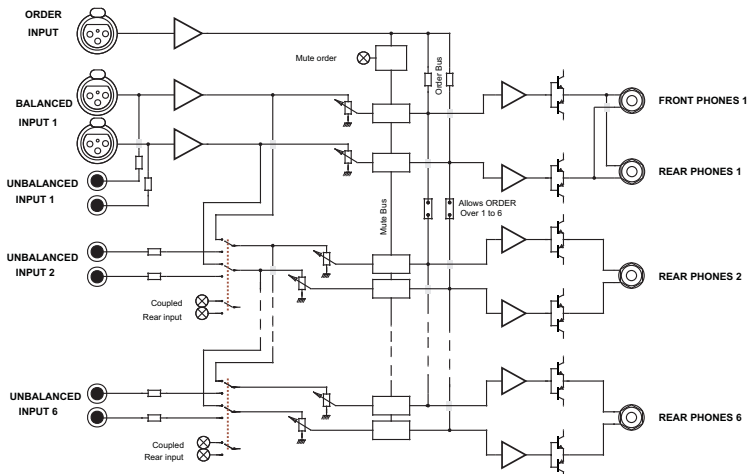 ORDER
INPUT
Mute order
Order Bus
BALANCED
INPUT 1
FRONT PHONES 1
REAR PHONES 1
UNBALANCED
INPUT 1
Mute Bus
Allows ORDER
Over 1 to 6
UNBALANCED
INPUT 2
REAR PHONES 2
Coupled
Rear input
UNBALANCED
INPUT 6
REAR PHONES 6
Coupled
Rear input